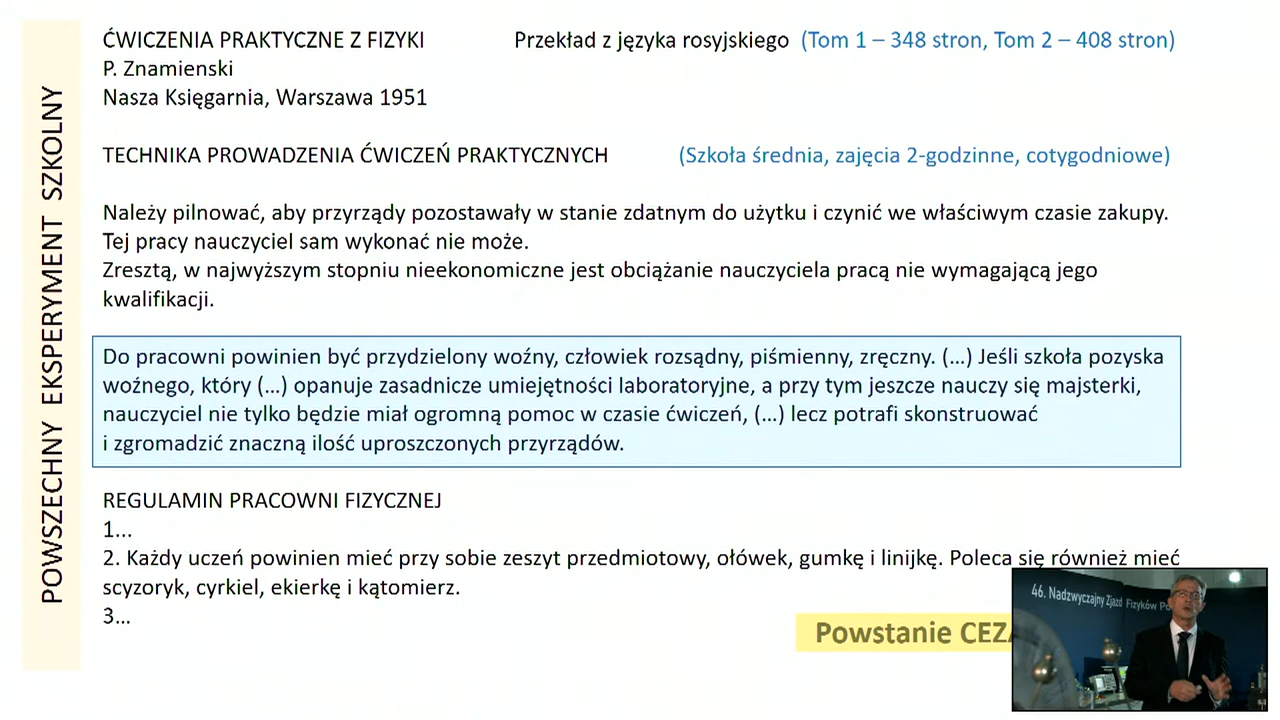 POWSZECHNY EKSPERYMENT SZKOLNY
ĆWICZENIA PRAKTYCZNE Z FIZYKI Przekład z języka rosyjskiego (Tom 1 – 348 stron, Tom 2 – 408 stron)
P. Znamienski
Nasza Księgarnia, Warszawa 1951
TECHNIKA PROWADZENIA ĆWICZEŃ PRAKTYCZNYCH (Szkoła średnia, zajęcia 2-godzinne, cotygodniowe)
Należy pilnować, aby przyrządy pozostawały w stanie zdatnym do użytku i czynić we właściwym czasie zakupy.
Tej pracy nauczyciel sam wykonać nie może.
Zresztą, w najwyższym stopniu nieekonomiczne jest obciążanie nauczyciela pracą nie wymagającą jego
kwalifikacji.
Do pracowni powinien być przydzielony woźny, człowiek rozsądny, piśmienny, zręczny. (…) Jeśli szkoła pozyska
woźnego, który (…) opanuje zasadnicze umiejętności laboratoryjne, a przy tym jeszcze nauczy się majsterki,
nauczyciel nie tylko będzie miał ogromną pomoc w czasie ćwiczeń, (…) lecz potrafi skonstruować
i zgromadzić znaczną ilość uproszczonych przyrządów.
REGULAMIN PRACOWNI FIZYCZNEJ
1...
2. Każdy uczeń powinien mieć przy sobie zeszyt przedmiotowy, ołówek, gumkę i linijkę. Poleca się również mieć
scyzoryk, cyrkiel, ekierkę i kątomierz.
3...
Powstanie CEZ
46. Nadzwyczajny Zjazd Fizyków Po